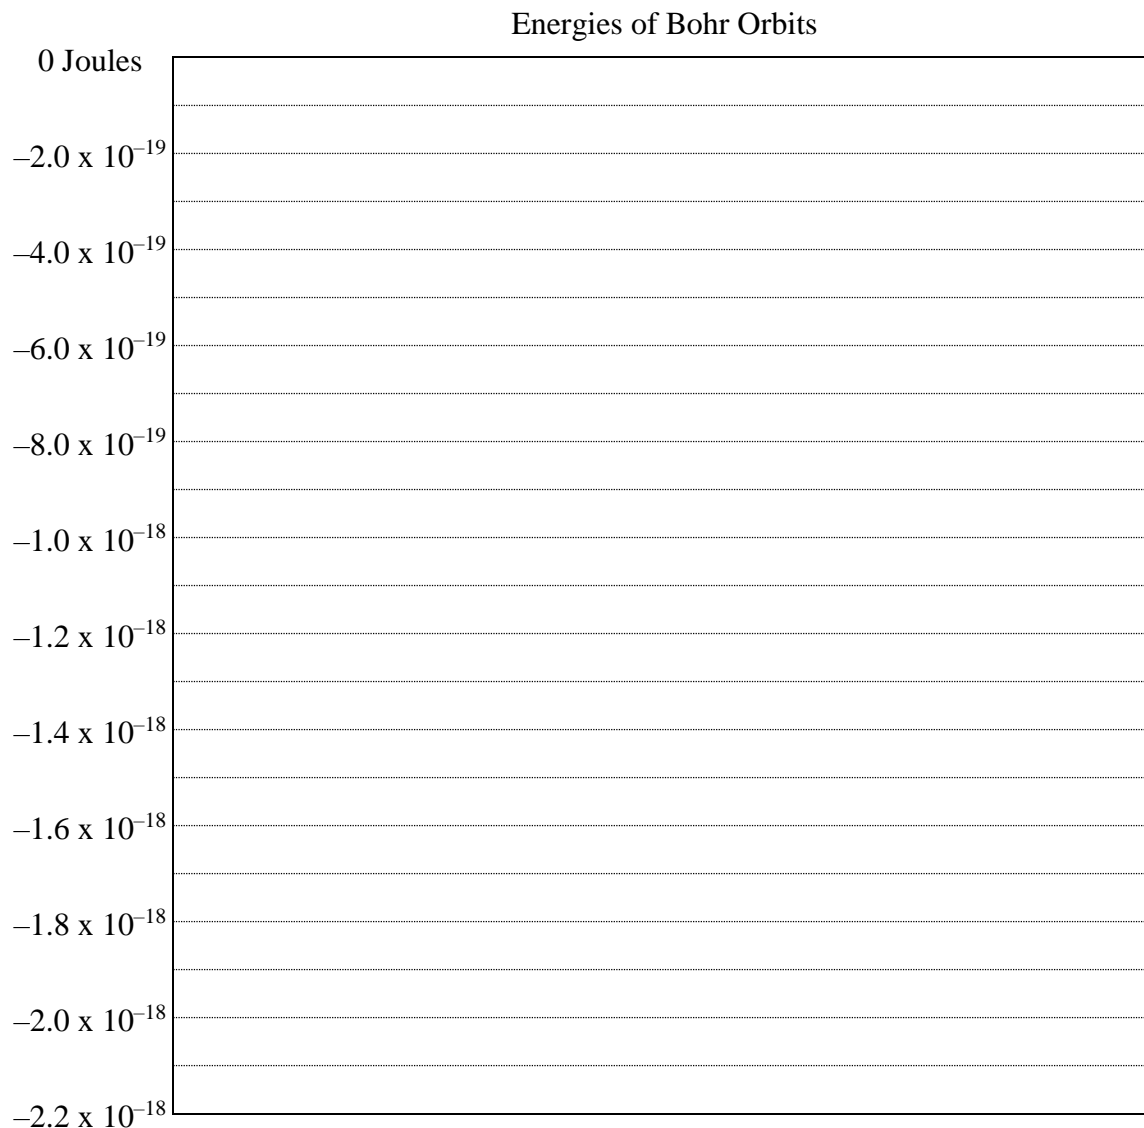 Energies of Bohr Orbits
0 Joules
–2.0 x 10⁻¹⁹
–4.0 x 10⁻¹⁹
–6.0 x 10⁻¹⁹
–8.0 x 10⁻¹⁹
–1.0 x 10⁻¹⁸
–1.2 x 10⁻¹⁸
–1.4 x 10⁻¹⁸
–1.6 x 10⁻¹⁸
–1.8 x 10⁻¹⁸
–2.0 x 10⁻¹⁸
–2.2 x 10⁻¹⁸